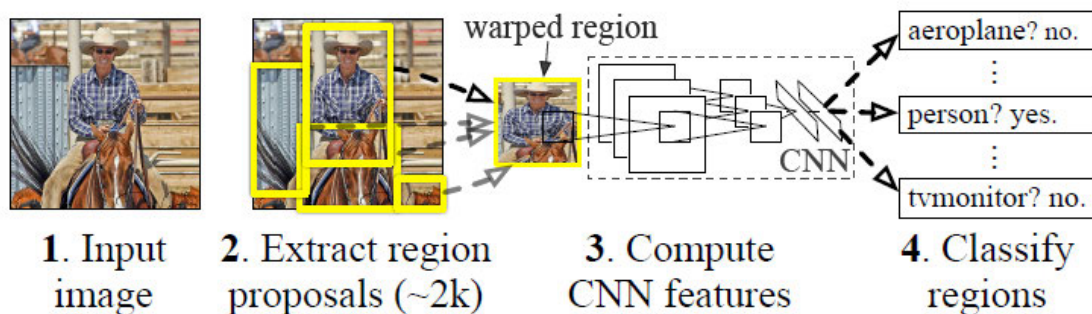 warped region
aeroplane? no.
⋮
person? yes.
⋮
tvmonitor? no.
CNN
1. Input
image
2. Extract region
proposals (~2k)
3. Compute
CNN features
4. Classify
regions